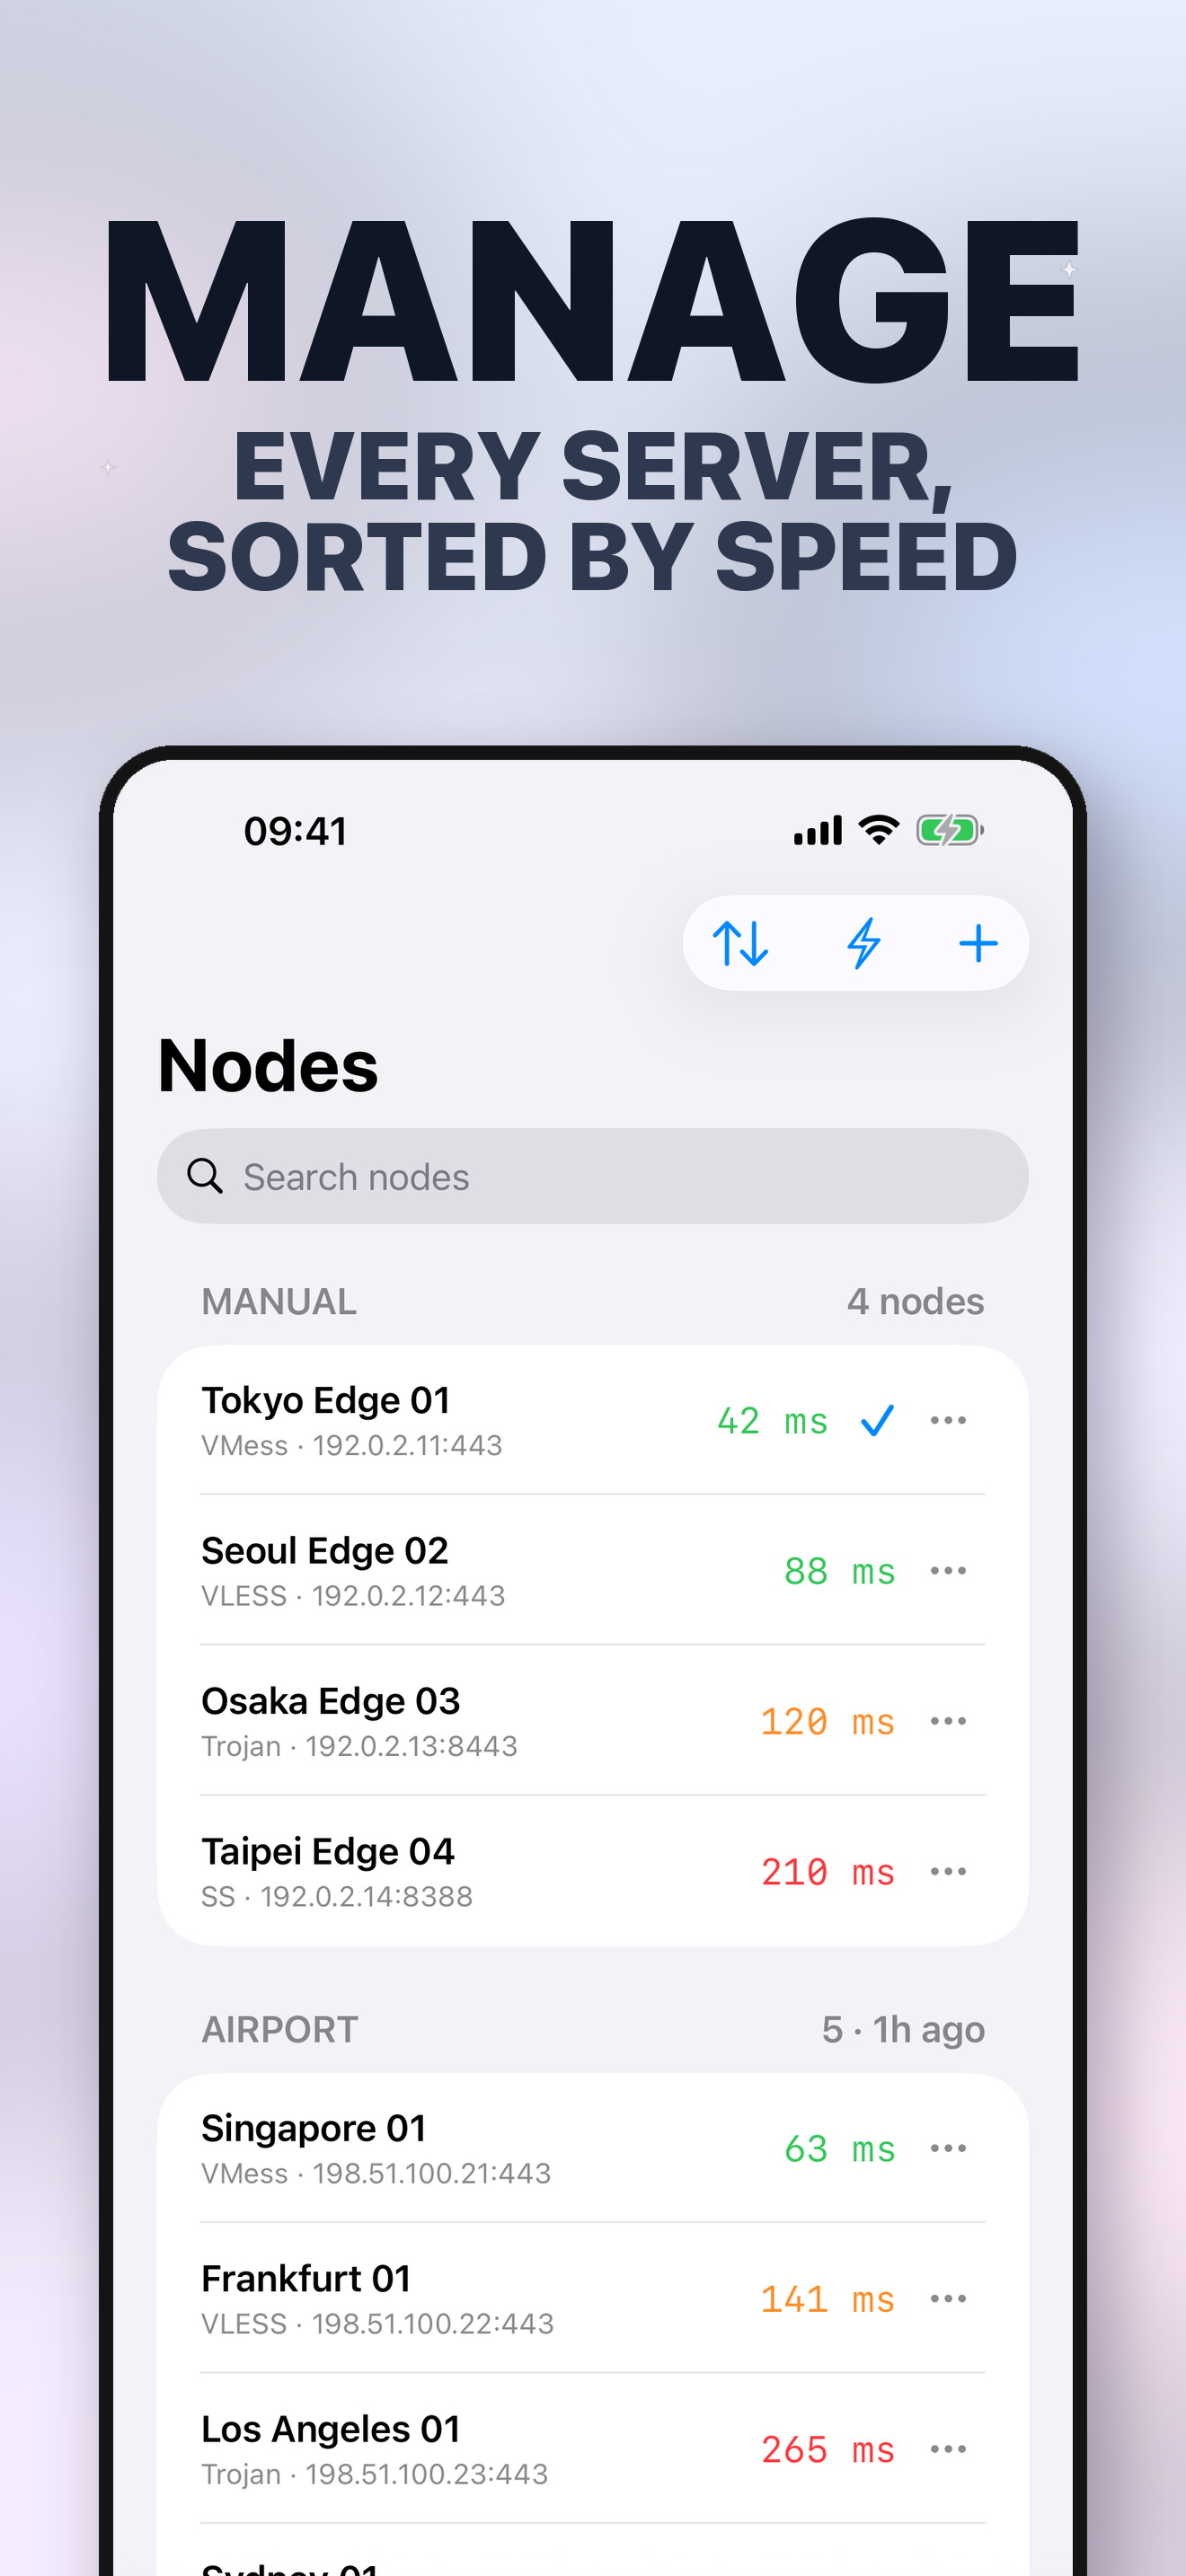 MANAGE
EVERY SERVER,
SORTED BY SPEED
09:41
Nodes
Search nodes
MANUAL 4 nodes
Tokyo Edge 01
VMess · 192.0.2.11:443
42 ms
Seoul Edge 02
VLESS · 192.0.2.12:443
88 ms
Osaka Edge 03
Trojan · 192.0.2.13:8443
120 ms
Taipei Edge 04
SS · 192.0.2.14:8388
210 ms
AIRPORT 5 · 1h ago
Singapore 01
VMess · 198.51.100.21:443
63 ms
Frankfurt 01
VLESS · 198.51.100.22:443
141 ms
Los Angeles 01
Trojan · 198.51.100.23:443
265 ms
Sydney 01